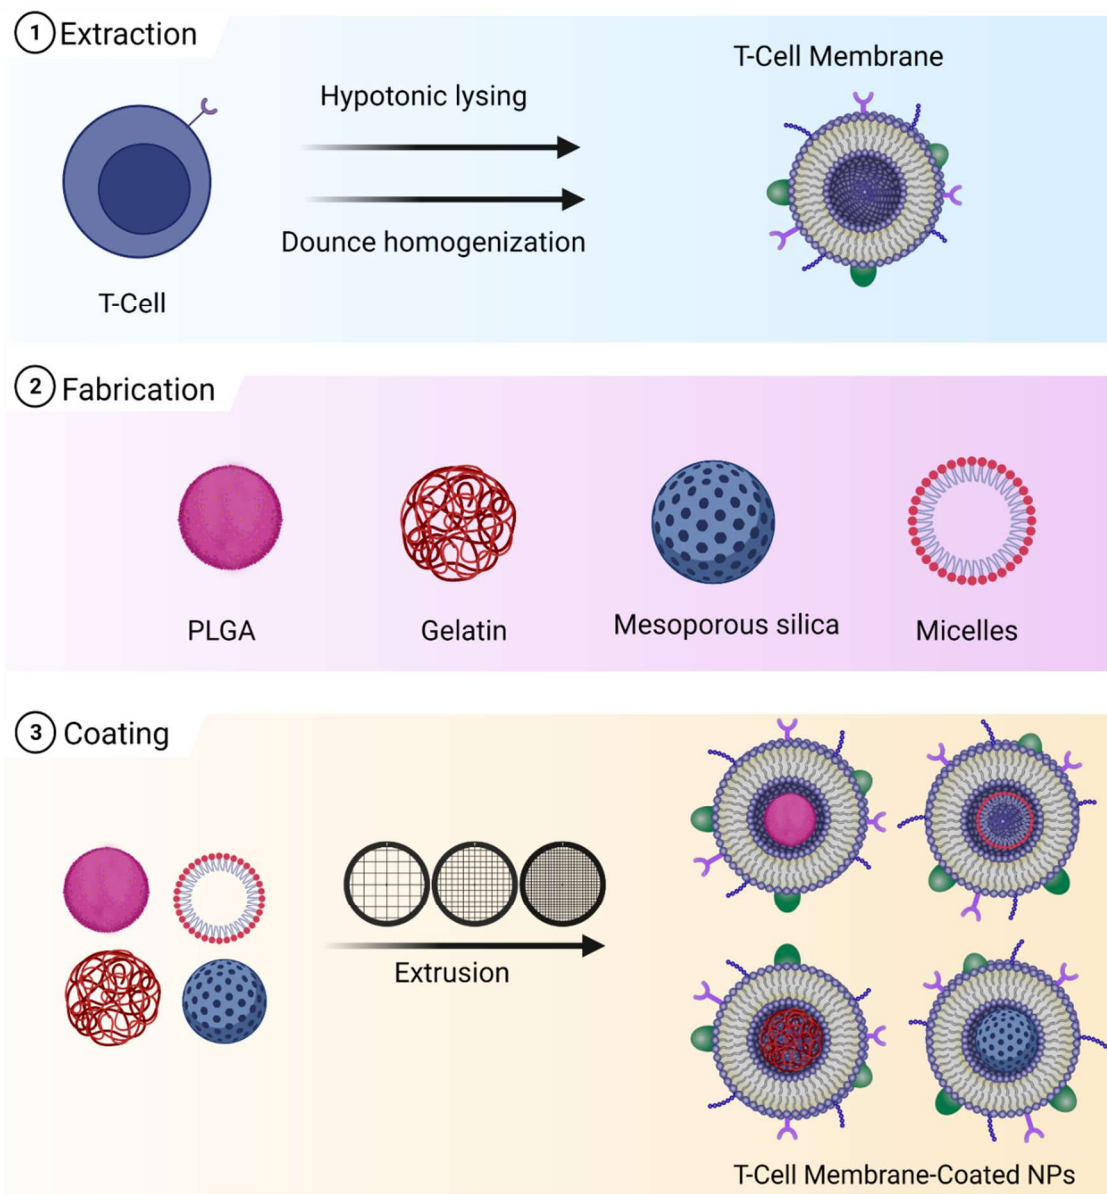 1 Extraction
T-Cell Membrane
Hypotonic lysing
Dounce homogenization
T-Cell
2 Fabrication
PLGA
Gelatin
Mesoporous silica
Micelles
3 Coating
Extrusion
T-Cell Membrane-Coated NPs